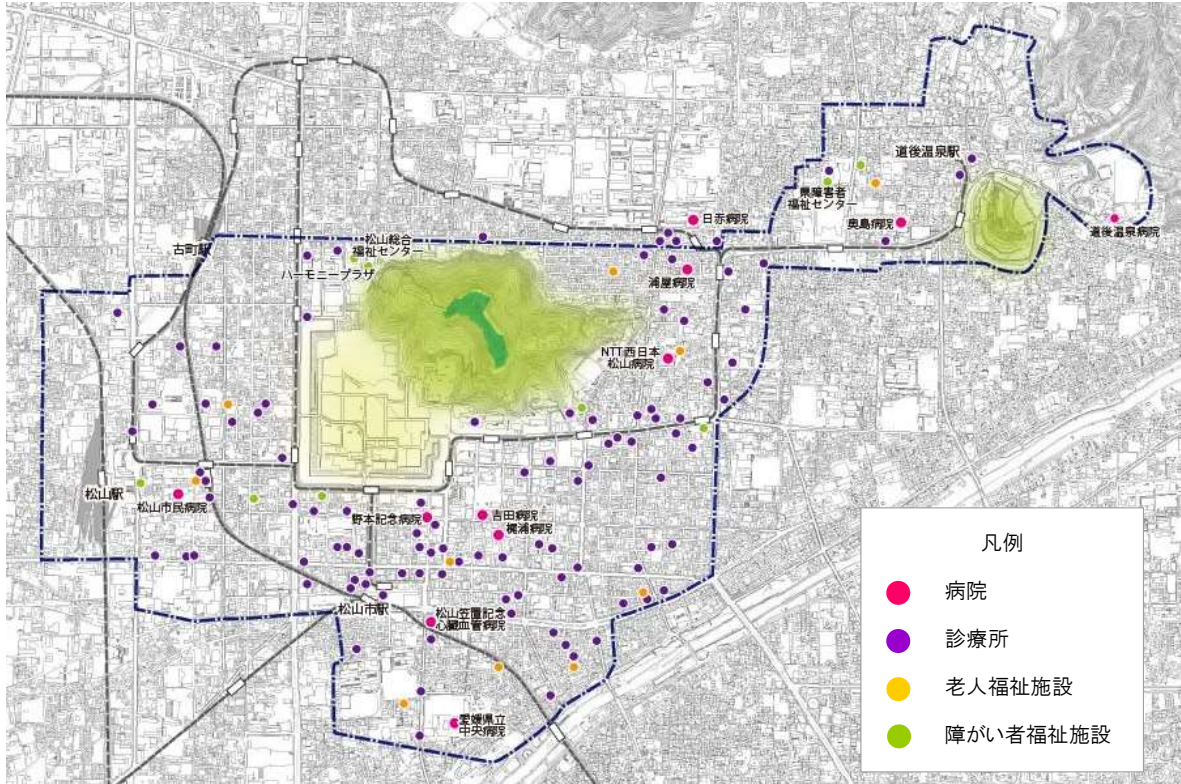 道後温泉駅
県障害者
福祉センター
日赤病院
奥島病院
道後温泉病院
松山総合
福祉センター
古町駅
ハーモニープラザ
浦屋病院
NTT西日本
松山病院
松山駅
松山市民病院
野本記念病院
吉田病院
梶浦病院
松山市駅
松山笠置記念
心臓血管病院
愛媛県立
中央病院
凡例
病院
診療所
老人福祉施設
障がい者福祉施設